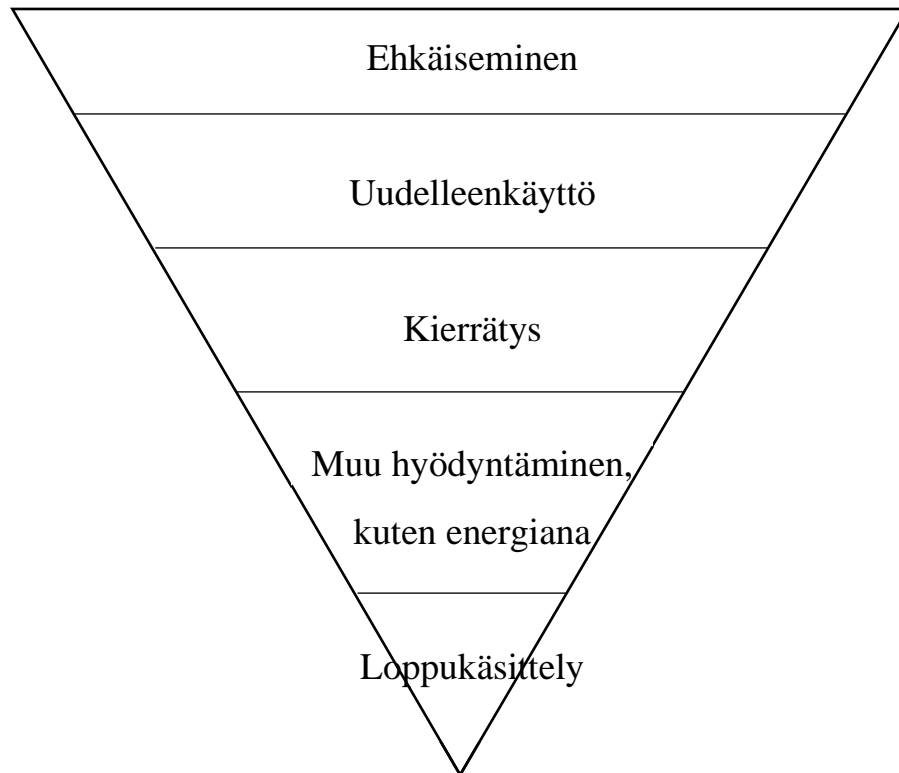 Ehkäiseminen
Uudelleenkäyttö
Kierrätys
Muu hyödyntäminen,
kuten energiana
Loppukäsittely